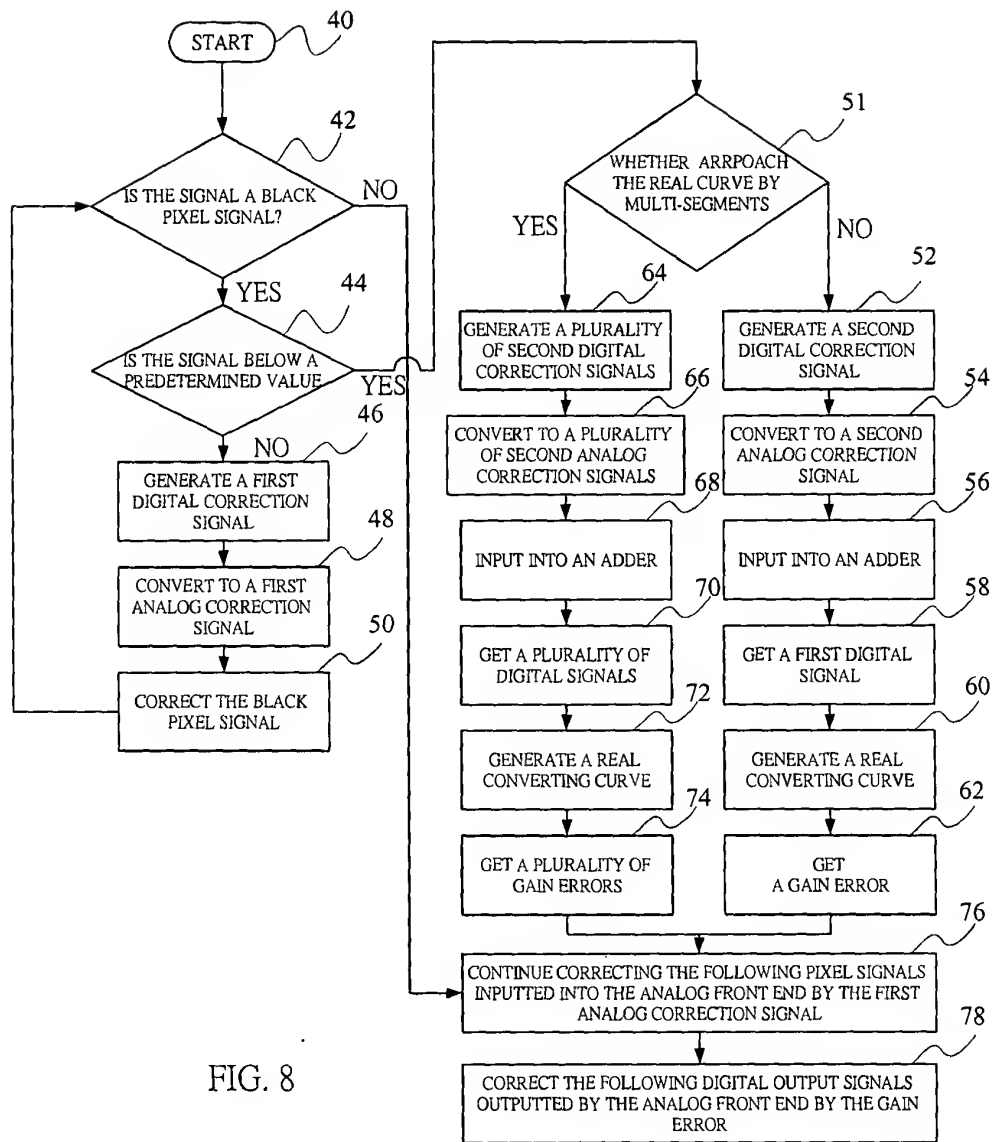 START
40
42
IS THE SIGNAL A BLACK
PIXEL SIGNAL?
NO
YES
44
IS THE SIGNAL BELOW A
PREDETERMINED VALUE
YES
NO
46
GENERATE A FIRST
DIGITAL CORRECTION
SIGNAL
48
CONVERT TO A FIRST
ANALOG CORRECTION
SIGNAL
50
CORRECT THE BLACK
PIXEL SIGNAL
51
WHETHER ARRPOACH
THE REAL CURVE BY
MULTI-SEGMENTS
YES
NO
64
GENERATE A PLURALITY
OF SECOND DIGITAL
CORRECTION SIGNALS
66
CONVERT TO A PLURALITY
OF SECOND ANALOG
CORRECTION SIGNALS
68
INPUT INTO AN ADDER
70
GET A PLURALITY OF
DIGITAL SIGNALS
72
GENERATE A REAL
CONVERTING CURVE
74
GET A PLURALITY OF
GAIN ERRORS
52
GENERATE A SECOND
DIGITAL CORRECTION
SIGNAL
54
CONVERT TO A SECOND
ANALOG CORRECTION
SIGNAL
56
INPUT INTO AN ADDER
58
GET A FIRST DIGITAL
SIGNAL
60
GENERATE A REAL
CONVERTING CURVE
62
GET
A GAIN ERROR
76
CONTINUE CORRECTING THE FOLLOWING PIXEL SIGNALS
INPUTTED INTO THE ANALOG FRONT END BY THE FIRST
ANALOG CORRECTION SIGNAL
78
CORRECT THE FOLLOWING DIGITAL OUTPUT SIGNALS
OUTPUTTED BY THE ANALOG FRONT END BY THE GAIN
ERROR
FIG. 8